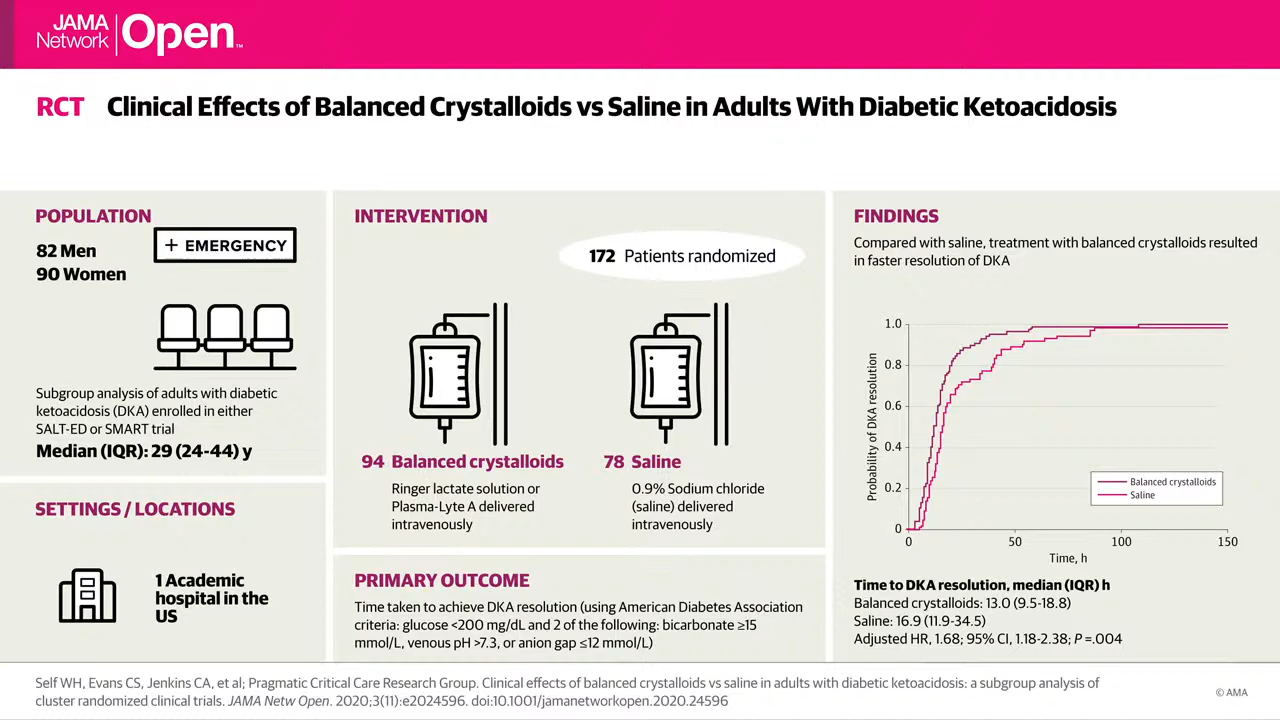 JAMA
Network
Open™
RCT Clinical Effects of Balanced Crystalloids vs Saline in Adults With Diabetic Ketoacidosis
POPULATION
82 Men
90 Women
+ EMERGENCY
Subgroup analysis of adults with diabetic
ketoacidosis (DKA) enrolled in either
SALT-ED or SMART trial
Median (IQR): 29 (24-44) y
SETTINGS / LOCATIONS
1 Academic
hospital in the
US
INTERVENTION
172 Patients randomized
94 Balanced crystalloids
Ringer lactate solution or
Plasma-Lyte A delivered
intravenously
78 Saline
0.9% Sodium chloride
(saline) delivered
intravenously
PRIMARY OUTCOME
Time taken to achieve DKA resolution (using American Diabetes Association
criteria: glucose <200 mg/dL and 2 of the following: bicarbonate ≥15
mmol/L, venous pH >7.3, or anion gap ≤12 mmol/L)
FINDINGS
Compared with saline, treatment with balanced crystalloids resulted
in faster resolution of DKA
Probability of DKA resolution
1.0
0.8
0.6
0.4
0.2
0
0 50 100 150
Time, h
Balanced crystalloids
Saline
Time to DKA resolution, median (IQR) h
Balanced crystalloids: 13.0 (9.5-18.8)
Saline: 16.9 (11.9-34.5)
Adjusted HR, 1.68; 95% CI, 1.18-2.38; P =.004
Self WH, Evans CS, Jenkins CA, et al; Pragmatic Critical Care Research Group. Clinical effects of balanced crystalloids vs saline in adults with diabetic ketoacidosis: a subgroup analysis of
cluster randomized clinical trials. JAMA Netw Open. 2020;3(11):e2024596. doi:10.1001/jamanetworkopen.2020.24596
© AMA